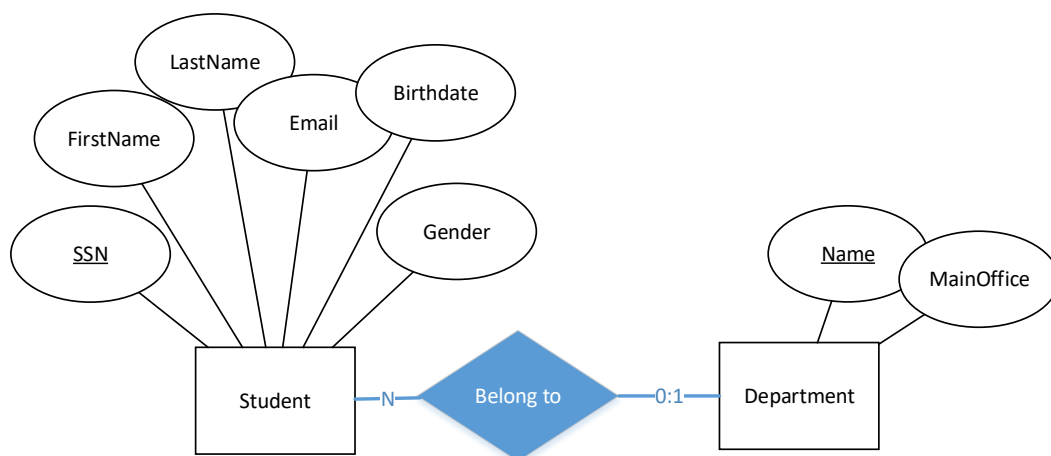 LastName
Birthdate
Email
FirstName
Gender
SSN
Name
MainOffice
Student
N
Belong to
0:1
Department